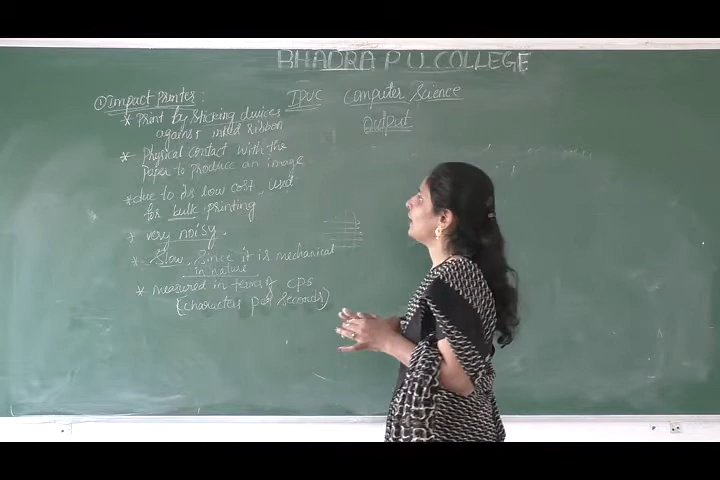 BHADRA P U. COLLEGE
I PUC Computer Science
Output
① Impact printer :
* print by striking devices
against inked ribbon
* physical contact with the
paper to produce an image.
* due to its low cost, used
for bulk printing
* very noisy.
* Slow, since it is mechanical
in nature
* measured in terms of cps
(characters per seconds)